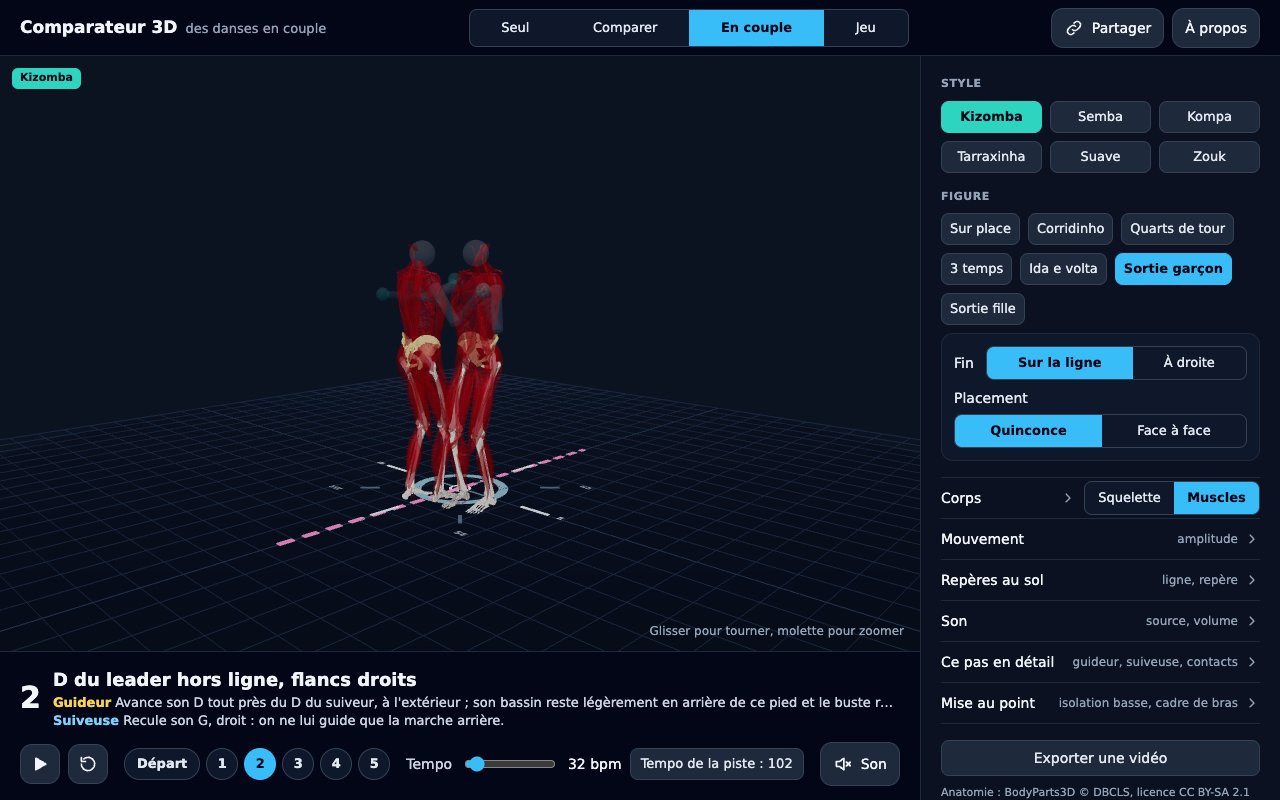 Comparateur 3D des danses en couple
Seul Comparer En couple Jeu
Partager À propos
Kizomba
Glisser pour tourner, molette pour zoomer
STYLE
Kizomba Semba Kompa
Tarraxinha Suave Zouk
FIGURE
Sur place Corridinho Quarts de tour
3 temps Ida e volta Sortie garçon
Sortie fille
Fin Sur la ligne À droite
Placement
Quinconce Face à face
Corps Squelette Muscles
Mouvement amplitude
Repères au sol ligne, repère
Son source, volume
Ce pas en détail guideur, suiveuse, contacts
Mise au point isolation basse, cadre de bras
Exporter une vidéo
Anatomie : BodyParts3D © DBCLS, licence CC BY-SA 2.1
2 D du leader hors ligne, flancs droits
Guideur Avance son D tout près du D du suiveur, à l'extérieur ; son bassin reste légèrement en arrière de ce pied et le buste r…
Suiveuse Recule son G, droit : on ne lui guide que la marche arrière.
Départ 1 2 3 4 5 Tempo 32 bpm Tempo de la piste : 102 Son